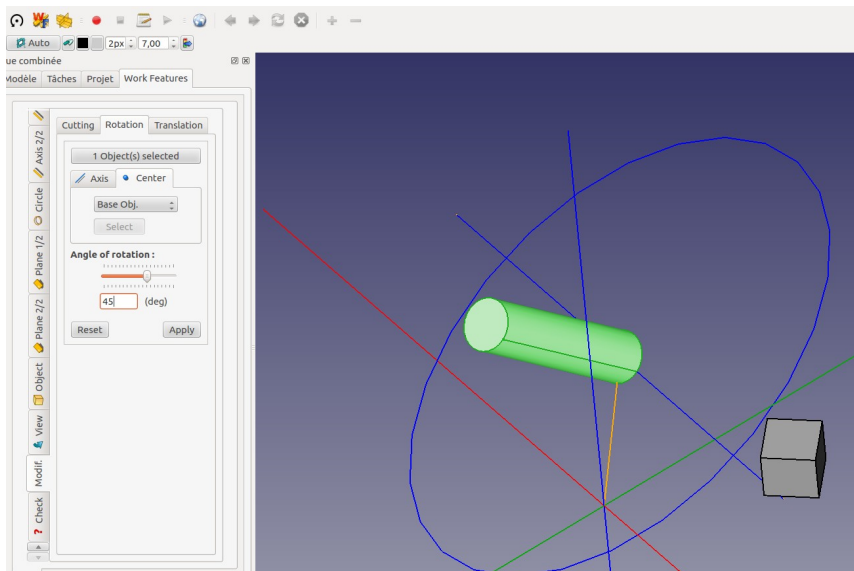 Auto
2px
7,00
ue combinée
Modèle Tâches Projet Work Features
Cutting Rotation Translation
1 Object(s) selected
Axis Center
Base Obj.
Select
Angle of rotation :
45 (deg)
Reset Apply
Axis 2/2
Circle
Plane 1/2
Plane 2/2
Object
View
Modif.
Check